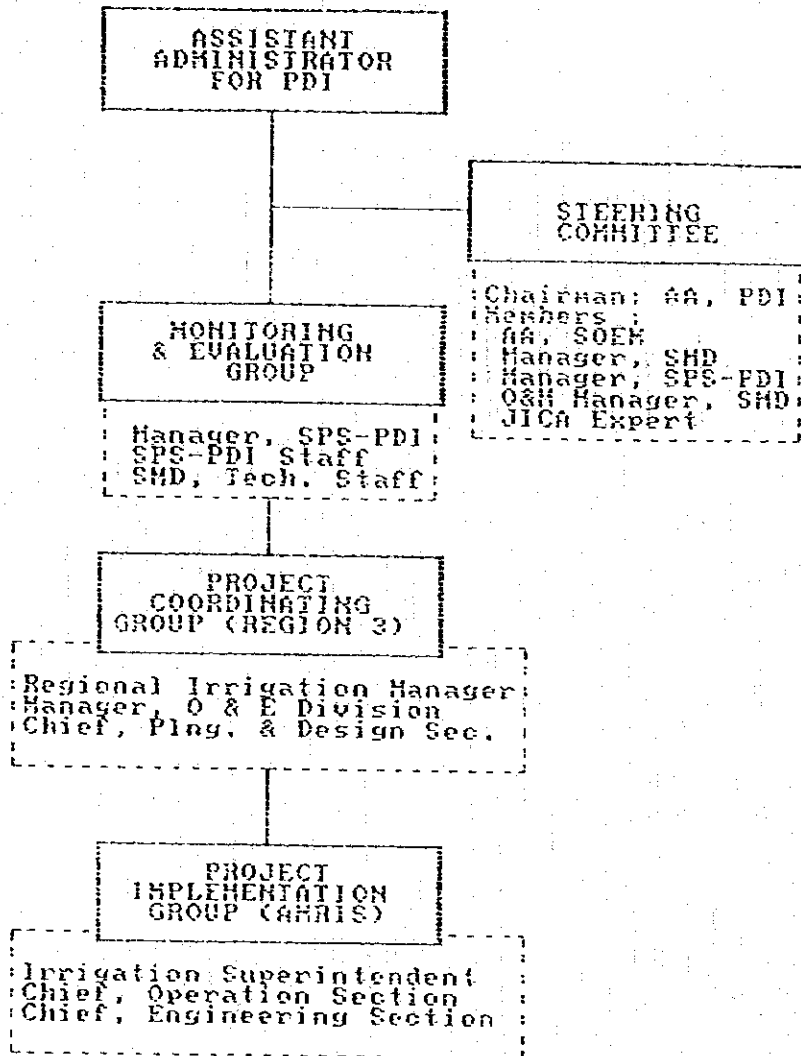 ASSISTANT
ADMINISTRATOR
FOR PDI
STEERING
COMMITTEE
Chairman: AA, PDI
Members :
AA, SOEM
Manager, SMD
Manager, SPS-PDI
O&M Manager, SMD
JICA Expert
MONITORING
& EVALUATION
GROUP
Manager, SPS-PDI
SPS-PDI Staff
SMD, Tech. Staff
PROJECT
COORDINATING
GROUP (REGION 3)
Regional Irrigation Manager
Manager, O & E Division
Chief, Plng. & Design Sec.
PROJECT
IMPLEMENTATION
GROUP (AMRIS)
Irrigation Superintendent
Chief, Operation Section
Chief, Engineering Section